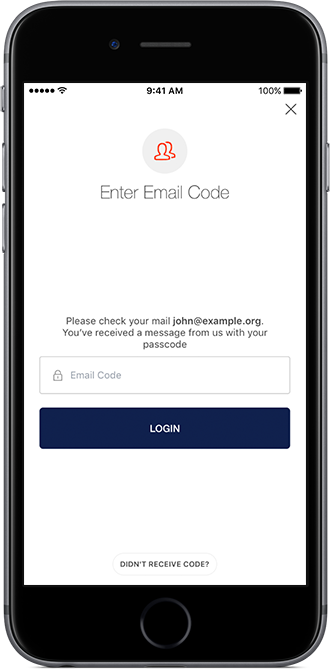 9:41 AM
100%
Enter Email Code
Please check your mail john@example.org.
You've received a message from us with your
passcode
Email Code
LOGIN
DIDN'T RECEIVE CODE?